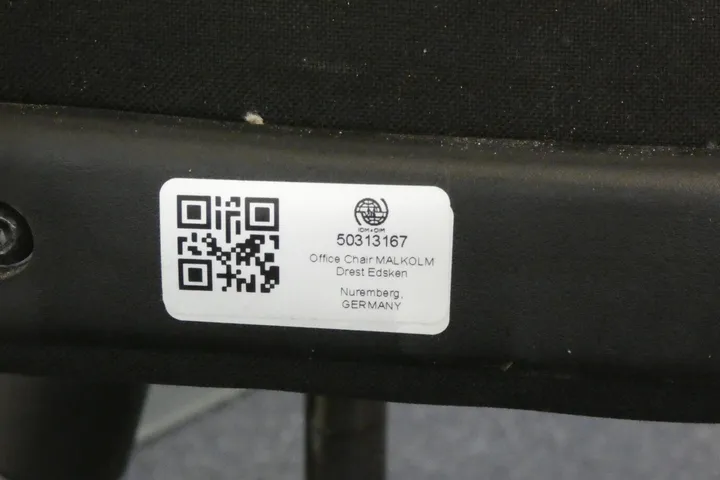 IOM•OIM
50313167
Office Chair MALKOLM
Drest Edsken
Nuremberg,
GERMANY